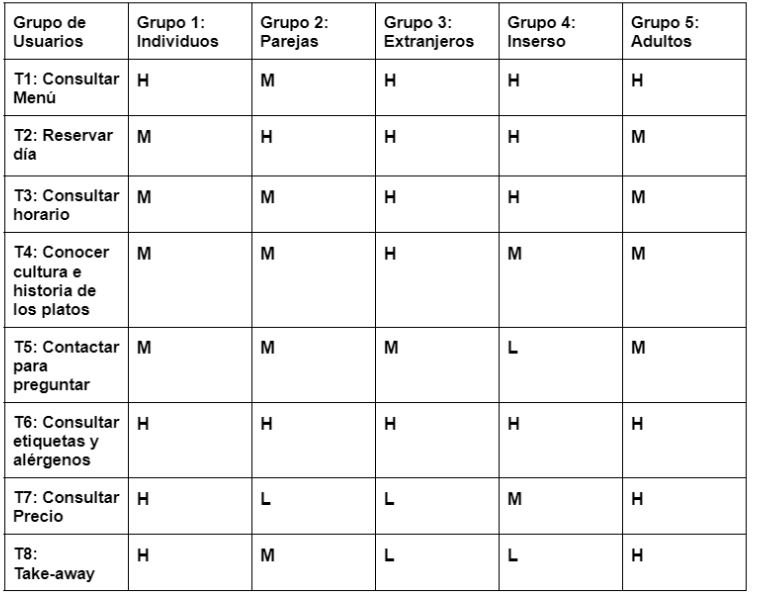 Grupo de Usuarios | Grupo 1: Individuos | Grupo 2: Parejas | Grupo 3: Extranjeros | Grupo 4: Inserso | Grupo 5: Adultos
T1: Consultar Menú | H | M | H | H | H
T2: Reservar día | M | H | H | H | M
T3: Consultar horario | M | M | H | H | M
T4: Conocer cultura e historia de los platos | M | M | H | M | M
T5: Contactar para preguntar | M | M | M | L | M
T6: Consultar etiquetas y alérgenos | H | H | H | H | H
T7: Consultar Precio | H | L | L | M | H
T8: Take-away | H | M | L | L | H